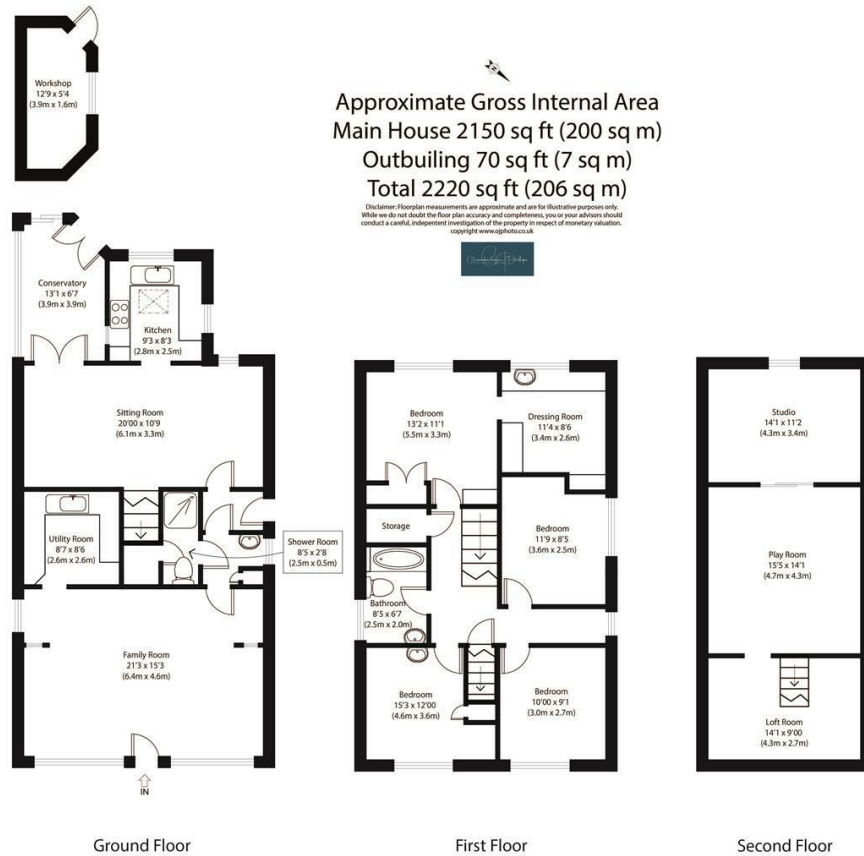 Workshop
12'9 x 5'4
(3.9m x 1.6m)
Approximate Gross Internal Area
Main House 2150 sq ft (200 sq m)
Outbuiling 70 sq ft (7 sq m)
Total 2220 sq ft (206 sq m)
Disclaimer: Floorplan measurements are approximate and are for illustrative purposes only.
While we do not doubt the floor plan accuracy and completeness, you or your advisors should
conduct a careful, indepentent investigation of the property in respect of monetary valuation.
copyright www.ojphoto.co.uk
Conservatory
13'1 x 6'7
(3.9m x 3.9m)
Kitchen
9'3 x 8'3
(2.8m x 2.5m)
Sitting Room
20'00 x 10'9
(6.1m x 3.3m)
Utility Room
8'7 x 8'6
(2.6m x 2.6m)
Shower Room
8'5 x 2'8
(2.5m x 0.5m)
Family Room
21'3 x 15'3
(6.4m x 4.6m)
IN
Ground Floor
Bedroom
13'2 x 11'1
(5.5m x 3.3m)
Dressing Room
11'4 x 8'6
(3.4m x 2.6m)
Storage
Bedroom
11'9 x 8'5
(3.6m x 2.5m)
Bathroom
8'5 x 6'7
(2.5m x 2.0m)
Bedroom
15'3 x 12'00
(4.6m x 3.6m)
Bedroom
10'00 x 9'1
(3.0m x 2.7m)
First Floor
Studio
14'1 x 11'2
(4.3m x 3.4m)
Play Room
15'5 x 14'1
(4.7m x 4.3m)
Loft Room
14'1 x 9'00
(4.3m x 2.7m)
Second Floor